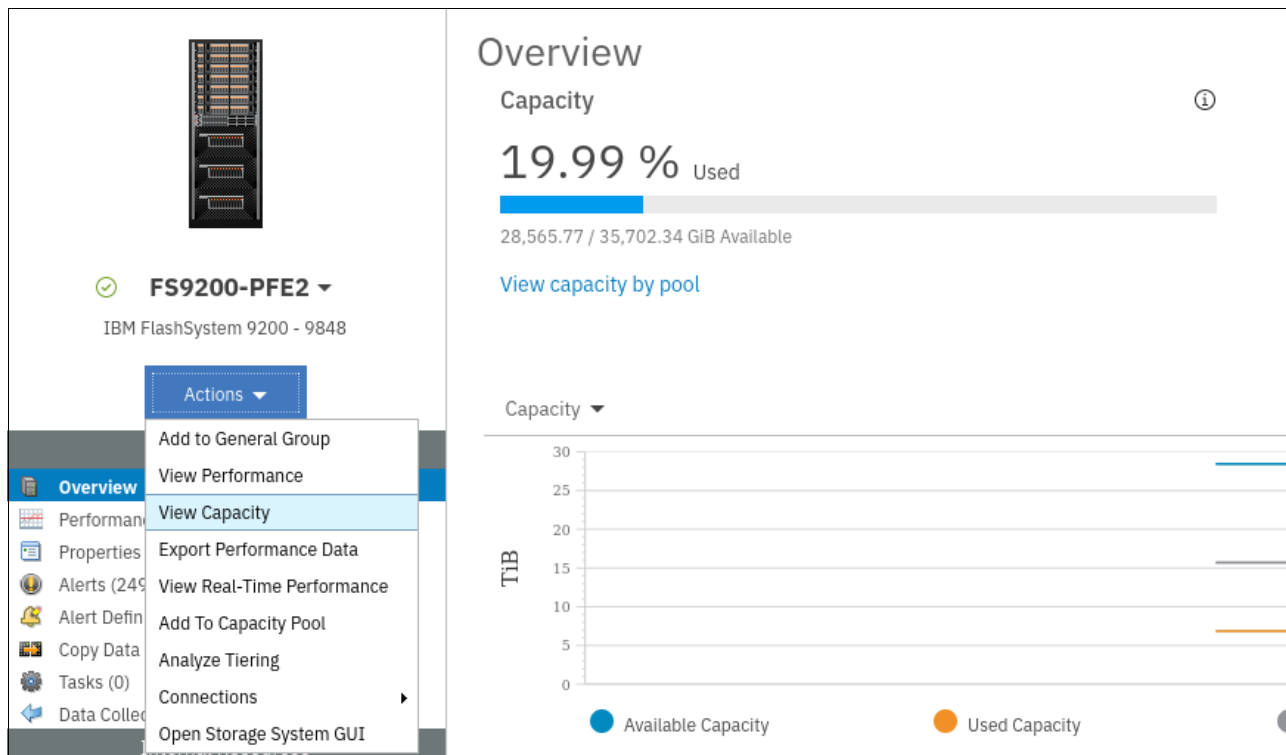 FS9200-PFE2
IBM FlashSystem 9200 - 9848
Actions
Add to General Group
View Performance
View Capacity
Export Performance Data
View Real-Time Performance
Add To Capacity Pool
Analyze Tiering
Connections
Open Storage System GUI
Overview
Performan
Properties
Alerts (249
Alert Defin
Copy Data
Tasks (0)
Data Collec
Overview
Capacity
19.99 % Used
28,565.77 / 35,702.34 GiB Available
View capacity by pool
Capacity
TiB
30
25
20
15
10
5
0
Available Capacity
Used Capacity